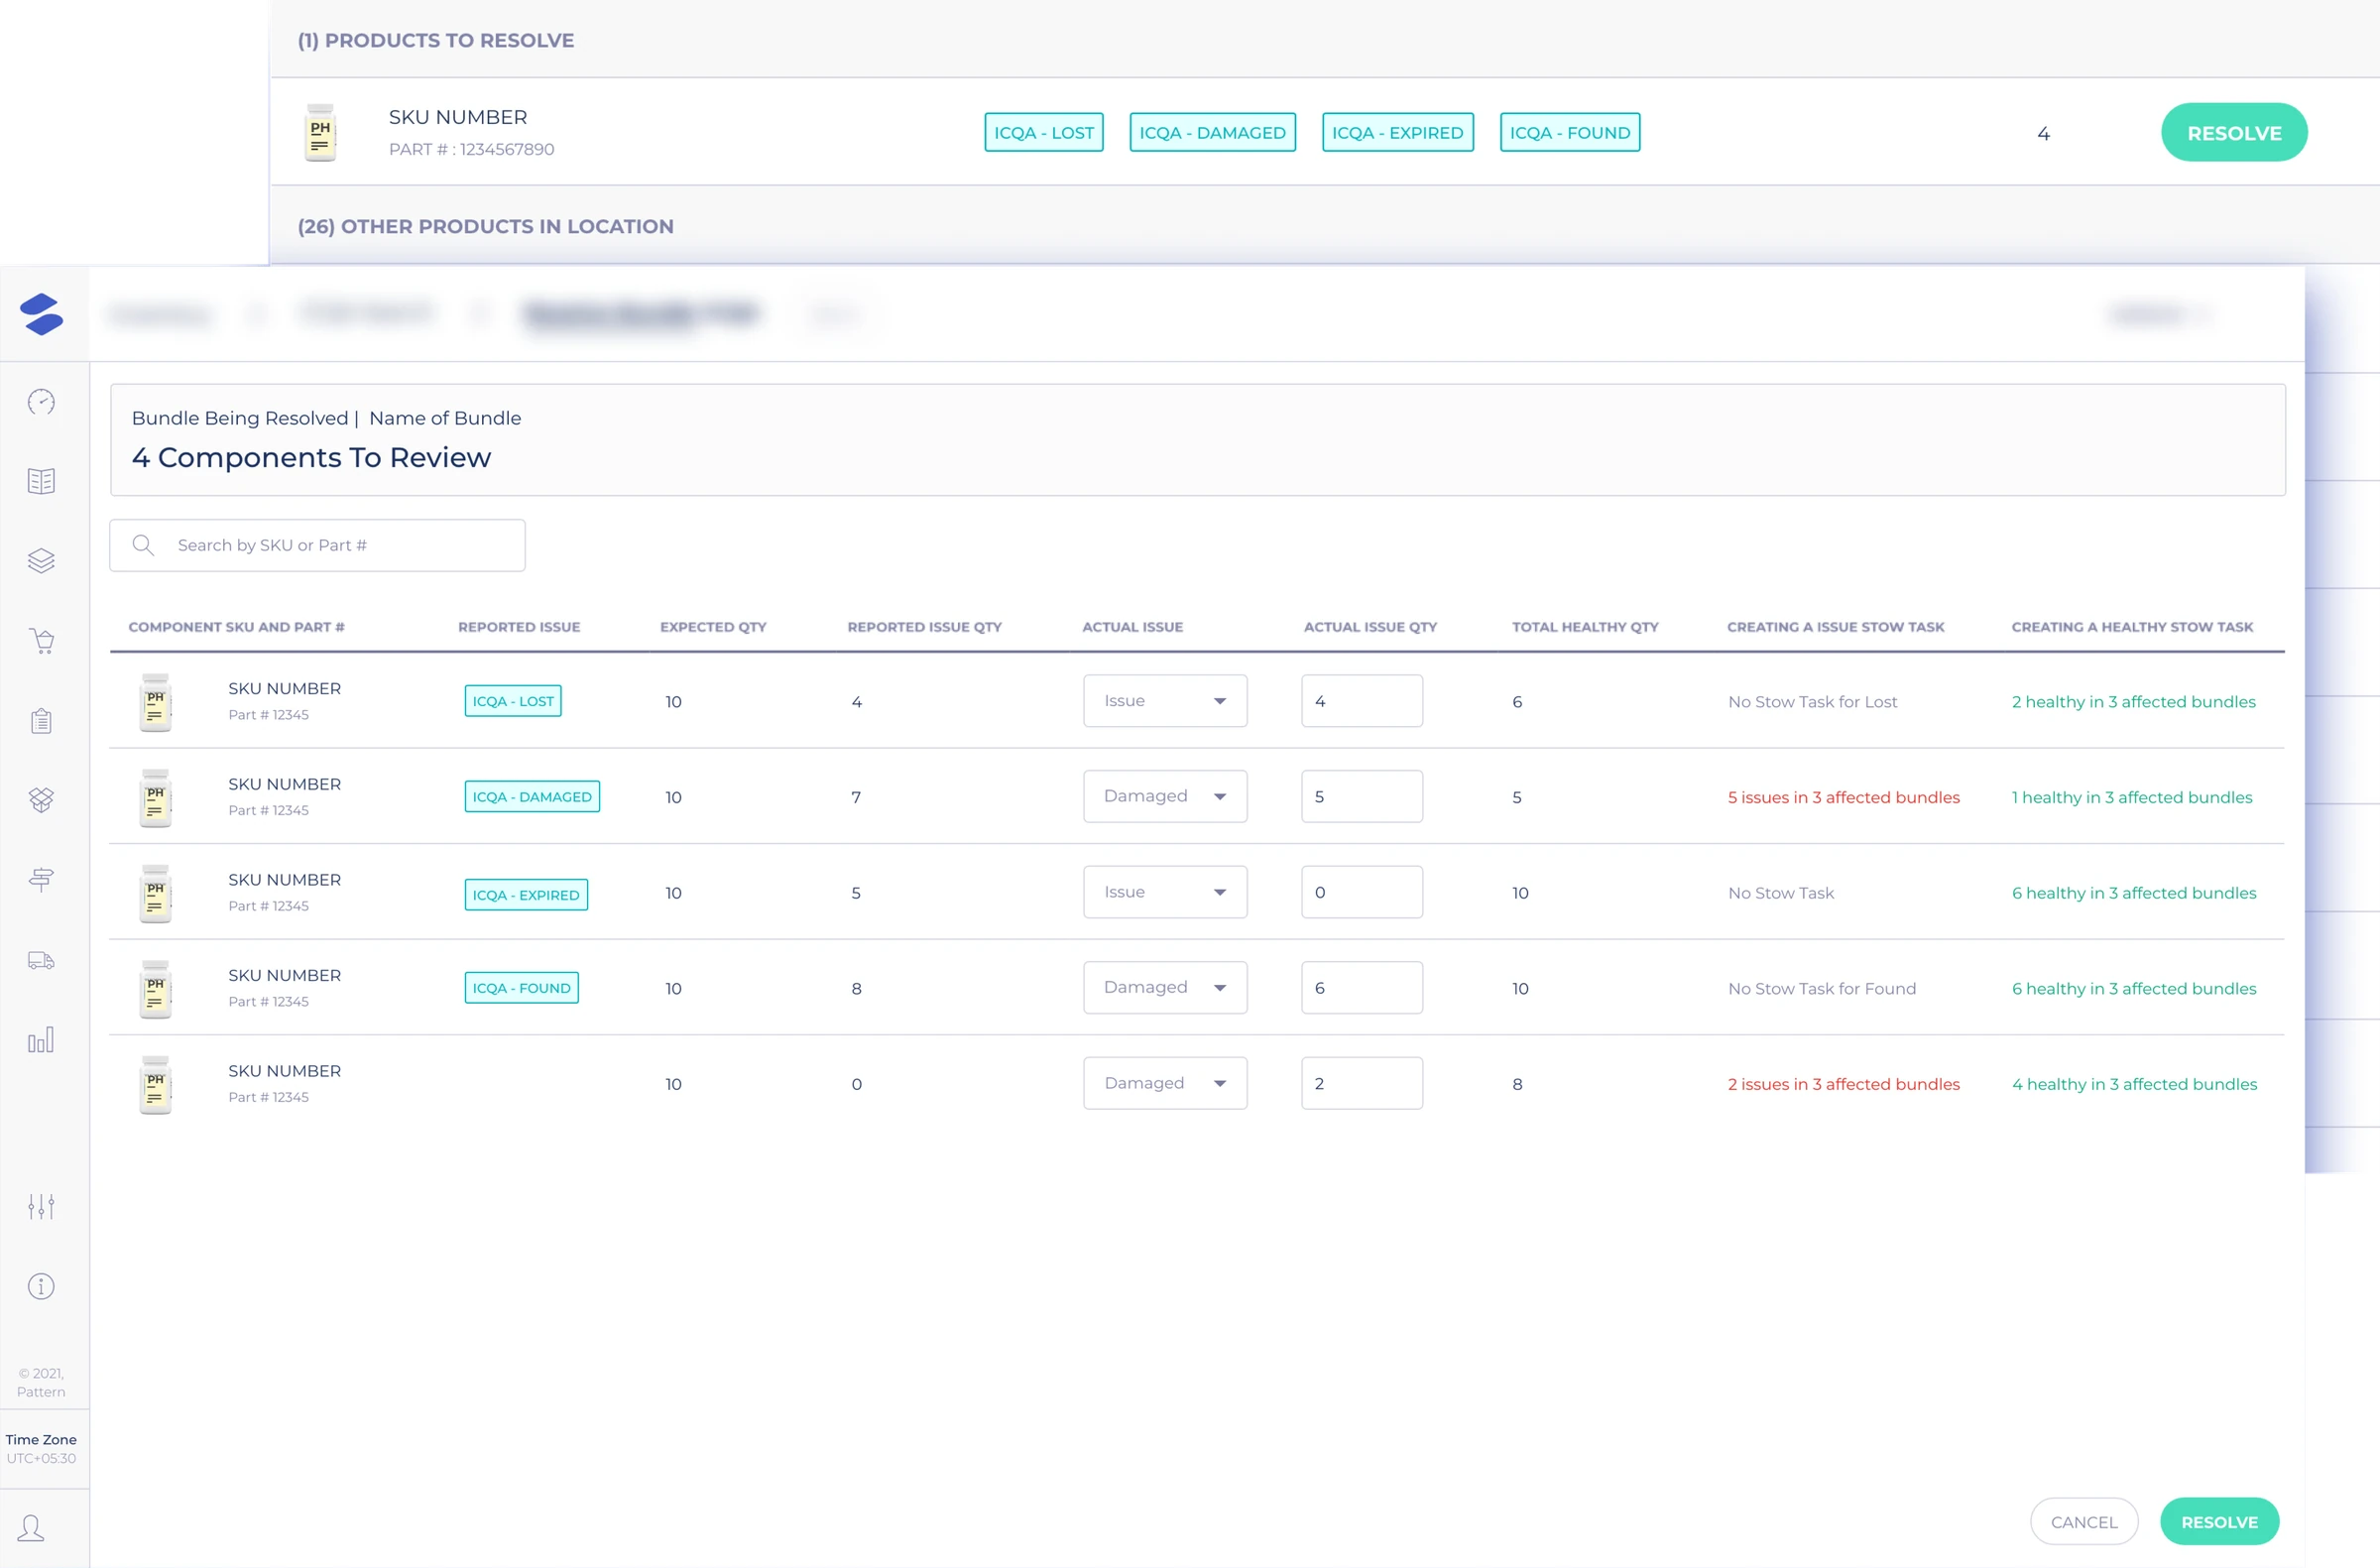 (1) PRODUCTS TO RESOLVE
PH
SKU NUMBER
PART # : 1234567890
ICQA - LOST ICQA - DAMAGED ICQA - EXPIRED ICQA - FOUND 4 RESOLVE
(26) OTHER PRODUCTS IN LOCATION
Bundle Being Resolved | Name of Bundle
4 Components To Review
Search by SKU or Part #
COMPONENT SKU AND PART # REPORTED ISSUE EXPECTED QTY REPORTED ISSUE QTY ACTUAL ISSUE ACTUAL ISSUE QTY TOTAL HEALTHY QTY CREATING A ISSUE STOW TASK CREATING A HEALTHY STOW TASK
PH
SKU NUMBER
Part # 12345
ICQA - LOST 10 4 Issue 4 6 No Stow Task for Lost 2 healthy in 3 affected bundles
PH
SKU NUMBER
Part # 12345
ICQA - DAMAGED 10 7 Damaged 5 5 5 issues in 3 affected bundles 1 healthy in 3 affected bundles
PH
SKU NUMBER
Part # 12345
ICQA - EXPIRED 10 5 Issue 0 10 No Stow Task 6 healthy in 3 affected bundles
PH
SKU NUMBER
Part # 12345
ICQA - FOUND 10 8 Damaged 6 10 No Stow Task for Found 6 healthy in 3 affected bundles
PH
SKU NUMBER
Part # 12345
10 0 Damaged 2 8 2 issues in 3 affected bundles 4 healthy in 3 affected bundles
© 2021,
Pattern
Time Zone
UTC+05:30
CANCEL RESOLVE